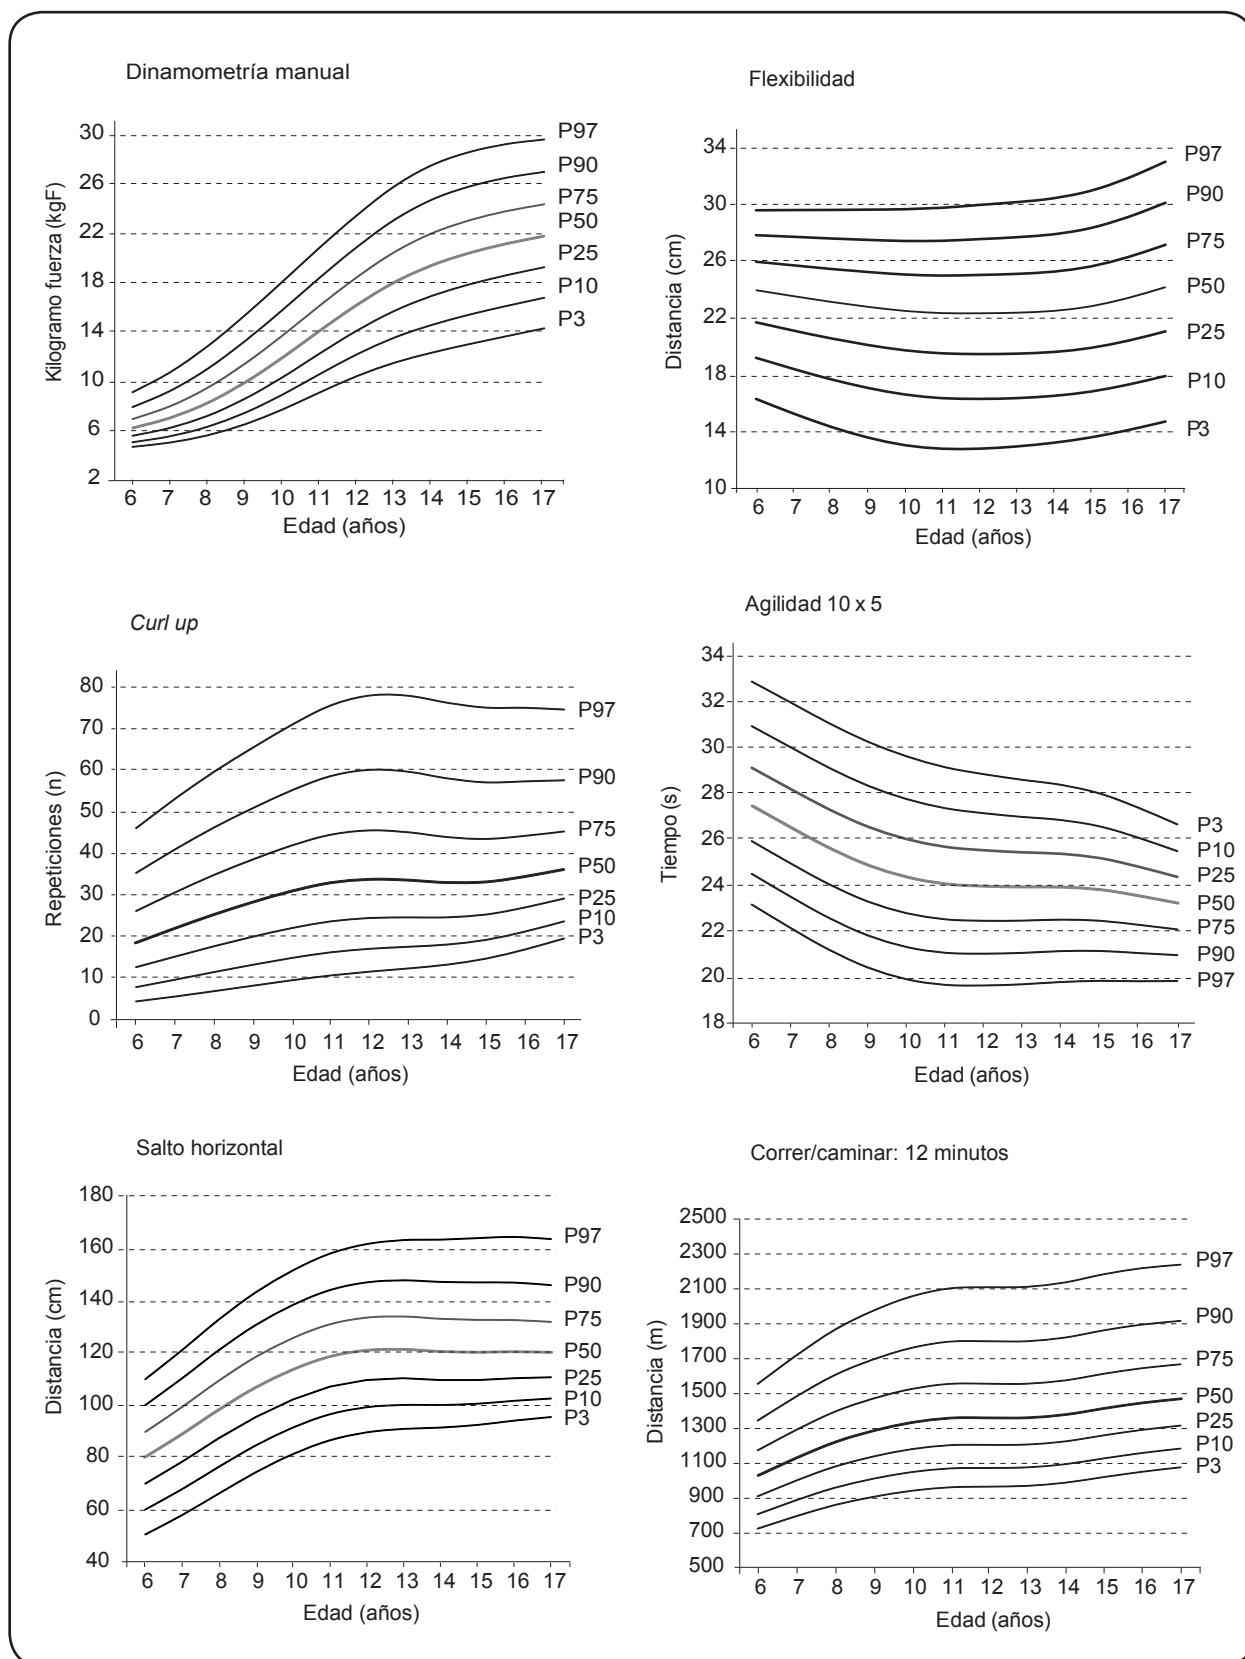 Dinamometría manual
Kilogramo fuerza (kgF)
30
26
22
18
14
10
6
2
P97
P90
P75
P50
P25
P10
P3
6 7 8 9 10 11 12 13 14 15 16 17
Edad (años)
Flexibilidad
Distancia (cm)
34
30
26
22
18
14
10
P97
P90
P75
P50
P25
P10
P3
6 7 8 9 10 11 12 13 14 15 16 17
Edad (años)
Curl up
Repeticiones (n)
80
70
60
50
40
30
20
10
0
P97
P90
P75
P50
P25
P10
P3
6 7 8 9 10 11 12 13 14 15 16 17
Edad (años)
Agilidad 10 x 5
Tiempo (s)
34
32
30
28
26
24
22
20
18
P3
P10
P25
P50
P75
P90
P97
6 7 8 9 10 11 12 13 14 15 16 17
Edad (años)
Salto horizontal
Distancia (cm)
180
160
140
120
100
80
60
40
P97
P90
P75
P50
P25
P10
P3
6 7 8 9 10 11 12 13 14 15 16 17
Edad (años)
Correr/caminar: 12 minutos
Distancia (m)
2500
2300
2100
1900
1700
1500
1300
1100
900
700
500
P97
P90
P75
P50
P25
P10
P3
6 7 8 9 10 11 12 13 14 15 16 17
Edad (años)